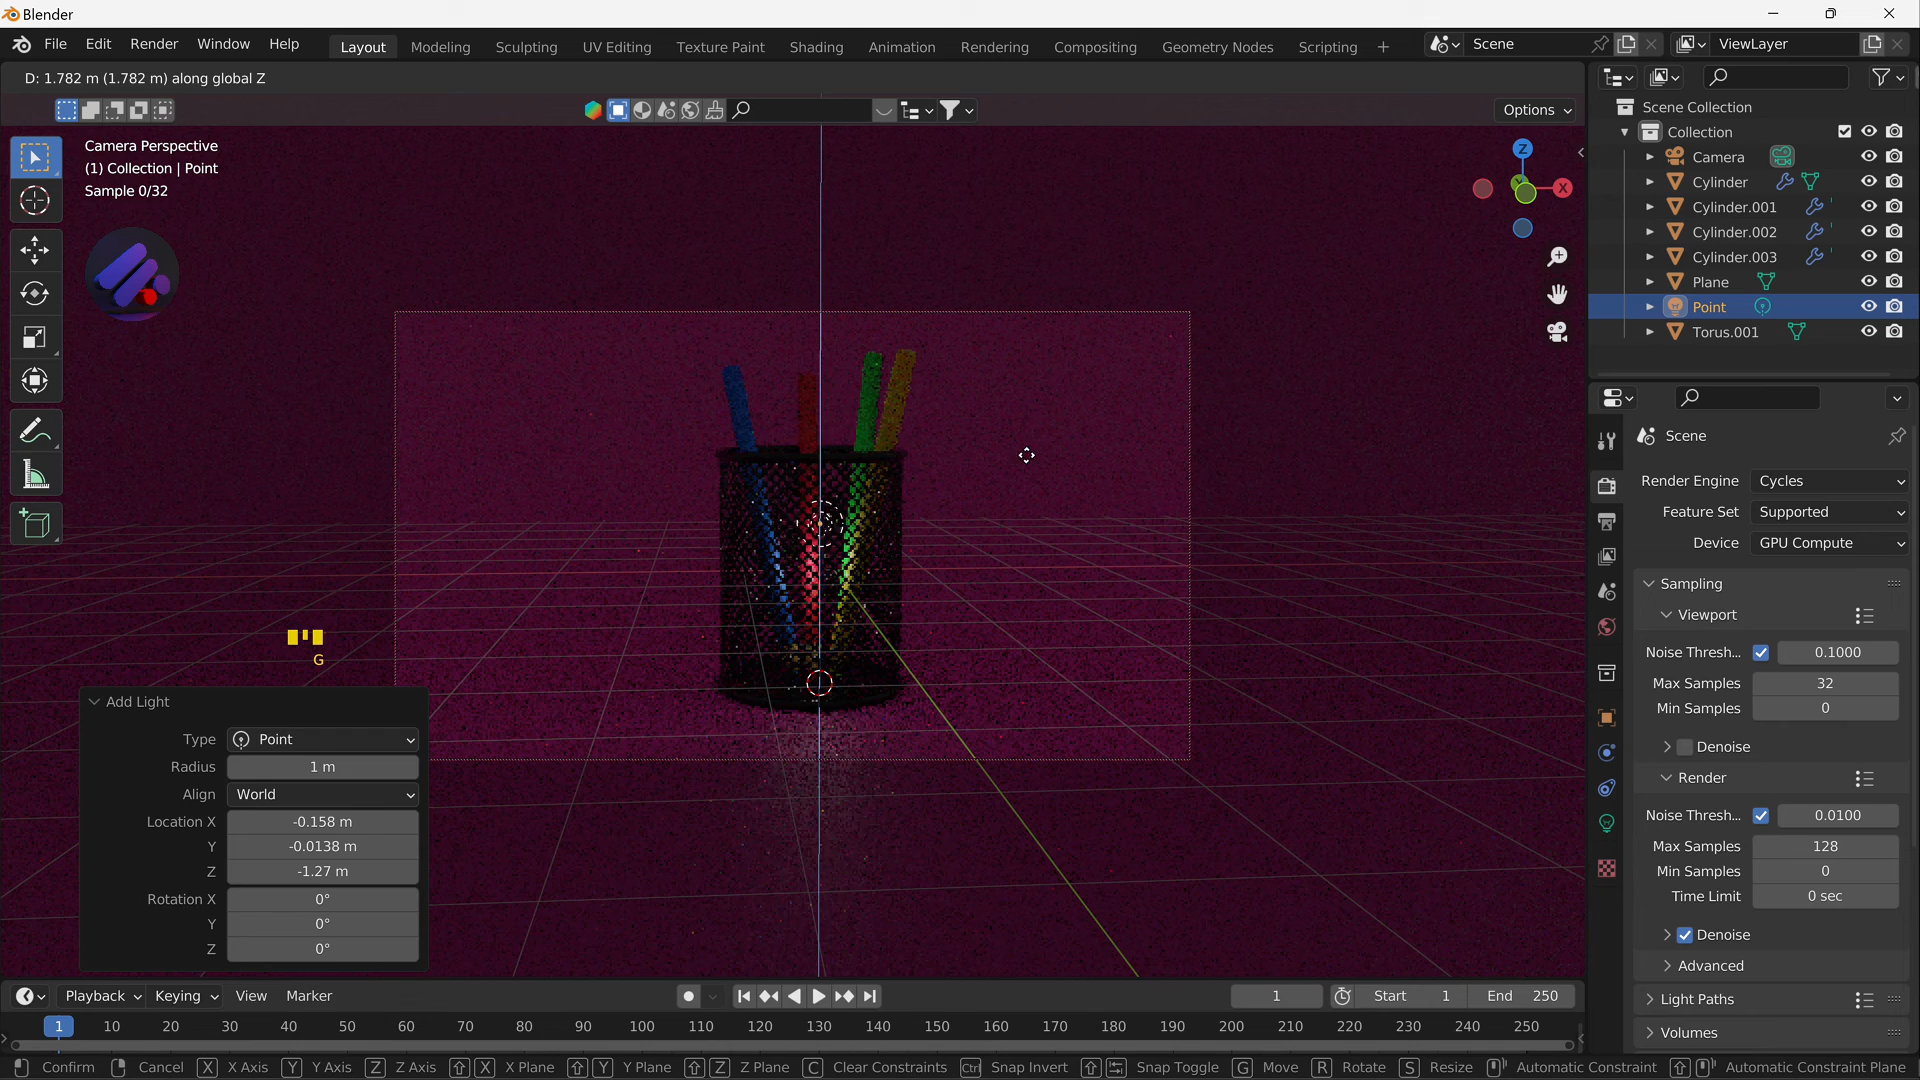 Blender
File Edit Render Window Help Layout Modeling Sculpting UV Editing Texture Paint Shading Animation Rendering Compositing Geometry Nodes Scripting + Scene ViewLayer
D: 1.782 m (1.782 m) along global Z
Options
Camera Perspective
(1) Collection | Point
Sample 0/32
Z
X
G
Add Light
Type Point
Radius 1 m
Align World
Location X -0.158 m
Y -0.0138 m
Z -1.27 m
Rotation X 0°
Y 0°
Z 0°
Scene Collection
Collection
Camera
Cylinder
Cylinder.001
Cylinder.002
Cylinder.003
Plane
Point
Torus.001
Scene
Render Engine Cycles
Feature Set Supported
Device GPU Compute
Sampling
Viewport
Noise Thresh... 0.1000
Max Samples 32
Min Samples 0
Denoise
Render
Noise Thresh... 0.0100
Max Samples 128
Min Samples 0
Time Limit 0 sec
Denoise
Advanced
Light Paths
Volumes
Playback Keying View Marker 1 Start 1 End 250
1 10 20 30 40 50 60 70 80 90 100 110 120 130 140 150 160 170 180 190 200 210 220 230 240 250
Confirm Cancel X X Axis Y Y Axis Z Z Axis X X Plane Y Y Plane Z Z Plane C Clear Constraints Ctrl Snap Invert Snap Toggle G Move R Rotate S Resize Automatic Constraint Automatic Constraint Plane